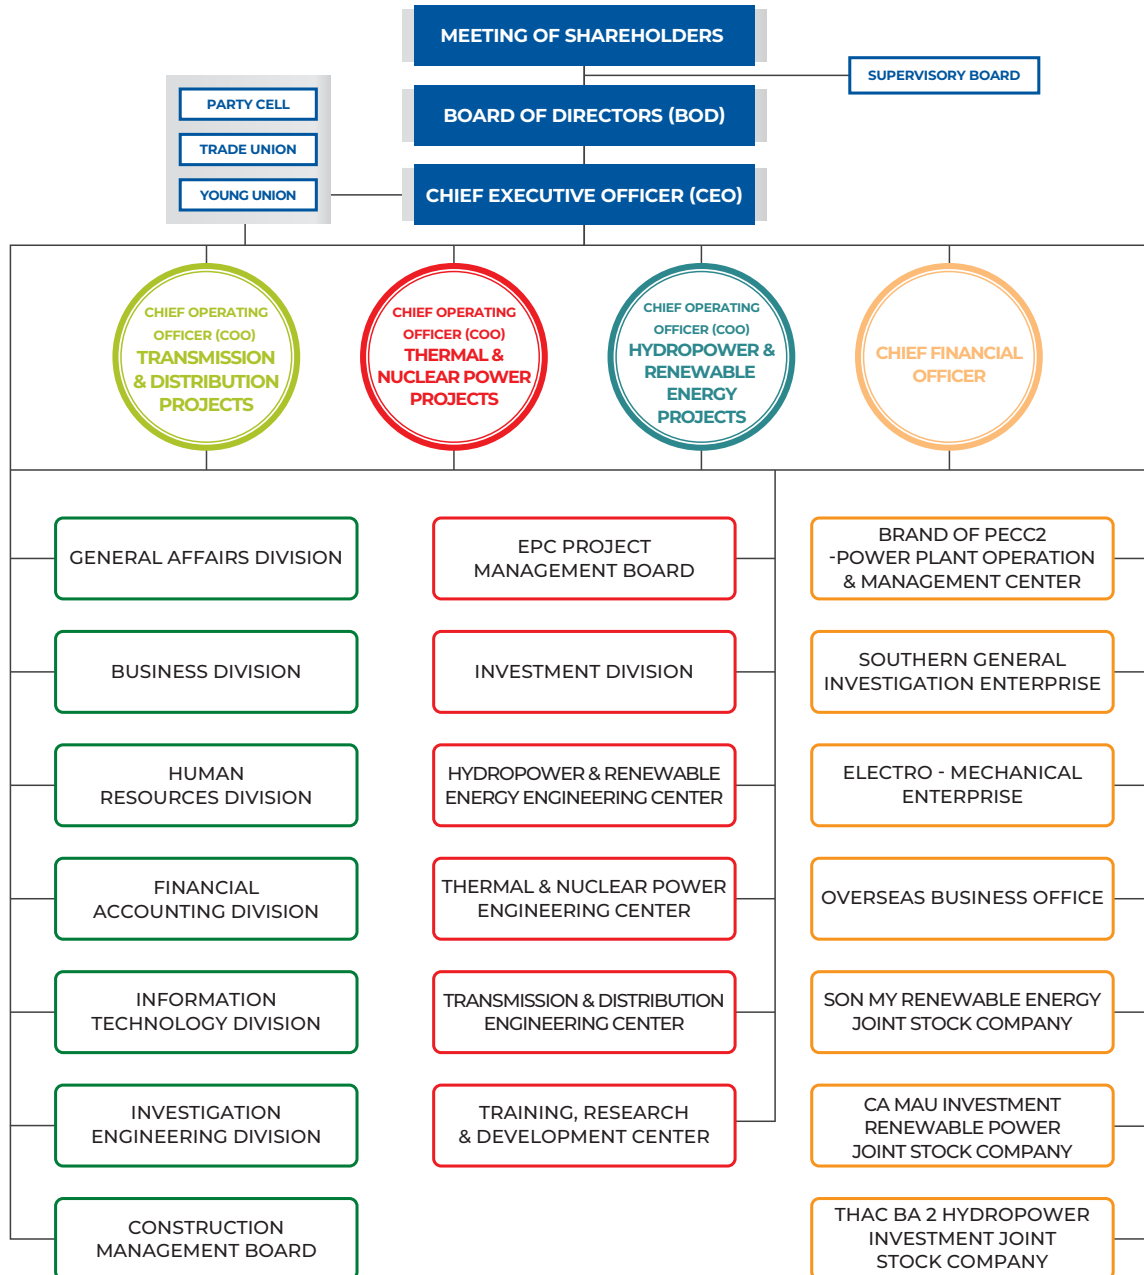 MEETING OF SHAREHOLDERS
SUPERVISORY BOARD
PARTY CELL
BOARD OF DIRECTORS (BOD)
TRADE UNION
YOUNG UNION
CHIEF EXECUTIVE OFFICER (CEO)
CHIEF OPERATING
OFFICER (COO)
TRANSMISSION
& DISTRIBUTION
PROJECTS
CHIEF OPERATING
OFFICER (COO)
THERMAL &
NUCLEAR POWER
PROJECTS
CHIEF OPERATING
OFFICER (COO)
HYDROPOWER &
RENEWABLE
ENERGY
PROJECTS
CHIEF FINANCIAL
OFFICER
GENERAL AFFAIRS DIVISION
BUSINESS DIVISION
HUMAN
RESOURCES DIVISION
FINANCIAL
ACCOUNTING DIVISION
INFORMATION
TECHNOLOGY DIVISION
INVESTIGATION
ENGINEERING DIVISION
CONSTRUCTION
MANAGEMENT BOARD
EPC PROJECT
MANAGEMENT BOARD
INVESTMENT DIVISION
HYDROPOWER & RENEWABLE
ENERGY ENGINEERING CENTER
THERMAL & NUCLEAR POWER
ENGINEERING CENTER
TRANSMISSION & DISTRIBUTION
ENGINEERING CENTER
TRAINING, RESEARCH
& DEVELOPMENT CENTER
BRAND OF PECC2
-POWER PLANT OPERATION
& MANAGEMENT CENTER
SOUTHERN GENERAL
INVESTIGATION ENTERPRISE
ELECTRO - MECHANICAL
ENTERPRISE
OVERSEAS BUSINESS OFFICE
SON MY RENEWABLE ENERGY
JOINT STOCK COMPANY
CA MAU INVESTMENT
RENEWABLE POWER
JOINT STOCK COMPANY
THAC BA 2 HYDROPOWER
INVESTMENT JOINT
STOCK COMPANY